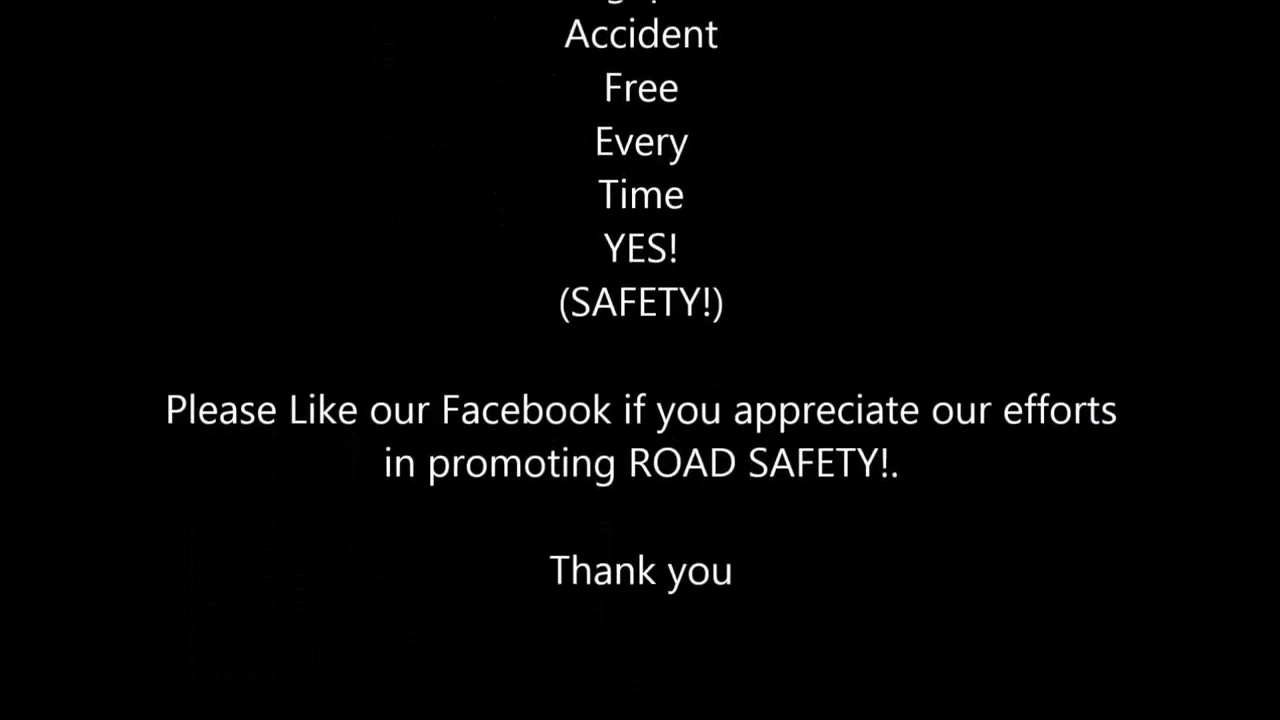 Accident
Free
Every
Time
YES!
(SAFETY!)
Please Like our Facebook if you appreciate our efforts
in promoting ROAD SAFETY!.
Thank you